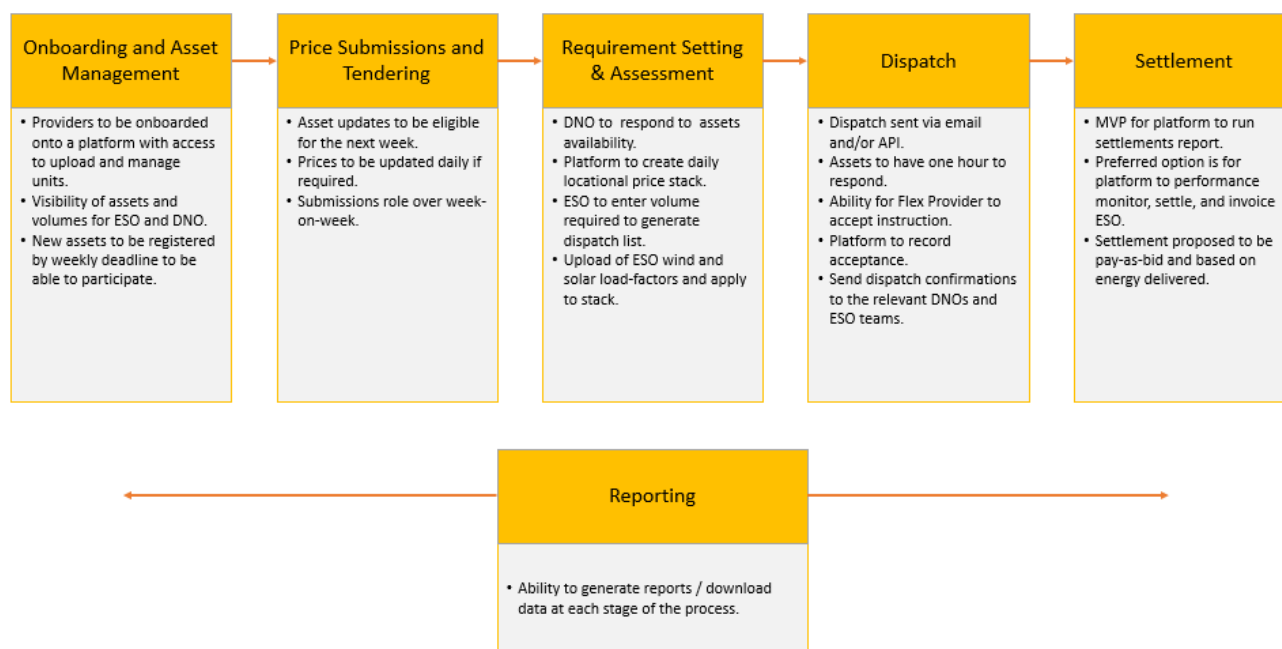 Onboarding and Asset
Management
• Providers to be onboarded
onto a platform with access
to upload and manage
units.
• Visibility of assets and
volumes for ESO and DNO.
• New assets to be registered
by weekly deadline to be
able to participate.
Price Submissions and
Tendering
• Asset updates to be eligible
for the next week.
• Prices to be updated daily if
required.
• Submissions role over week-
on-week.
Requirement Setting
& Assessment
• DNO to respond to assets
availability.
• Platform to create daily
locational price stack.
• ESO to enter volume
required to generate
dispatch list.
• Upload of ESO wind and
solar load-factors and apply
to stack.
Dispatch
• Dispatch sent via email
and/or API.
• Assets to have one hour to
respond.
• Ability for Flex Provider to
accept instruction.
• Platform to record
acceptance.
• Send dispatch confirmations
to the relevant DNOs and
ESO teams.
Settlement
• MVP for platform to run
settlements report.
• Preferred option is for
platform to performance
monitor, settle, and invoice
ESO.
• Settlement proposed to be
pay-as-bid and based on
energy delivered.
Reporting
• Ability to generate reports / download
data at each stage of the process.